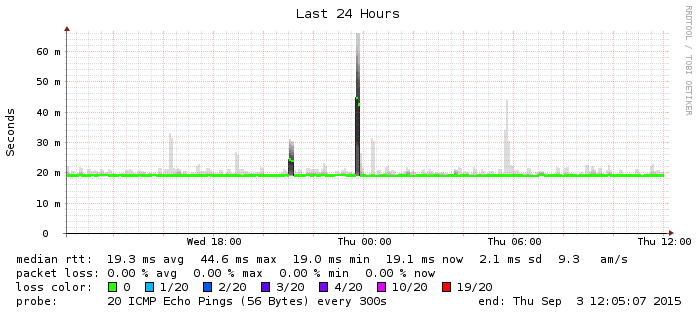 Last 24 Hours
RRDTOOL / TOBI OETIKER
Seconds
60 m
50 m
40 m
30 m
20 m
10 m
0
Wed 18:00 Thu 00:00 Thu 06:00 Thu 12:00
median rtt: 19.3 ms avg 44.6 ms max 19.0 ms min 19.1 ms now 2.1 ms sd 9.3 am/s
packet loss: 0.00 % avg 0.00 % max 0.00 % min 0.00 % now
loss color: 0 1/20 2/20 3/20 4/20 10/20 19/20
probe: 20 ICMP Echo Pings (56 Bytes) every 300s end: Thu Sep 3 12:05:07 2015